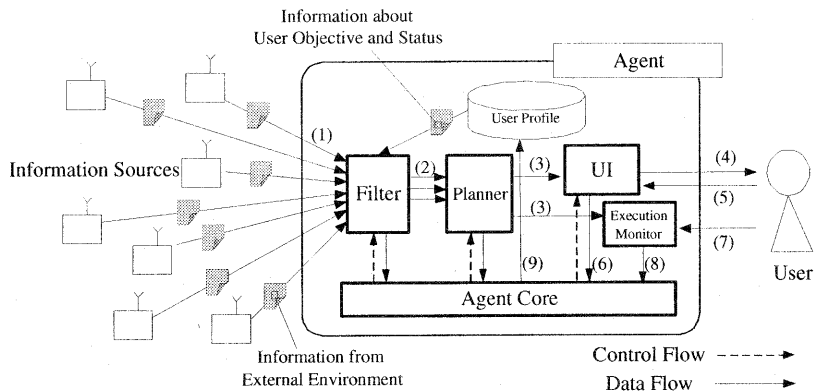 Information about
User Objective and Status
Agent
User Profile
(1)
Information Sources
Filter
(2)
Planner
(3)
UI
(4)
(5)
(3)
Execution
Monitor
(7)
User
(9)
(6)
(8)
Agent Core
Information from
External Environment
Control Flow
Data Flow